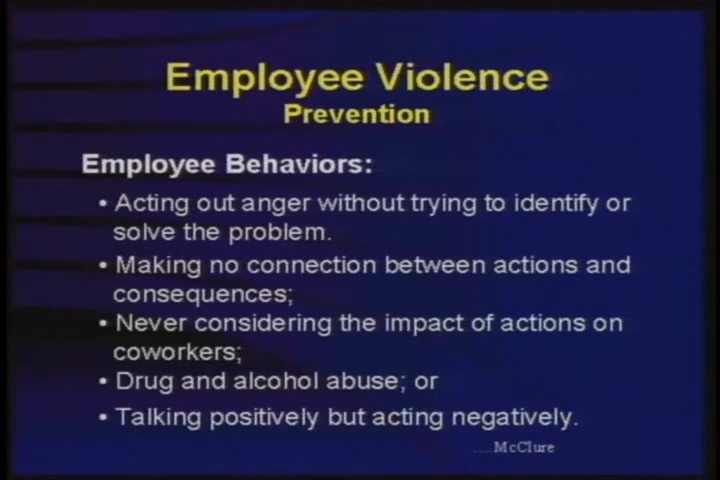 Employee Violence
Prevention
Employee Behaviors:
• Acting out anger without trying to identify or
solve the problem.
• Making no connection between actions and
consequences;
• Never considering the impact of actions on
coworkers;
• Drug and alcohol abuse; or
• Talking positively but acting negatively.
.....McClure